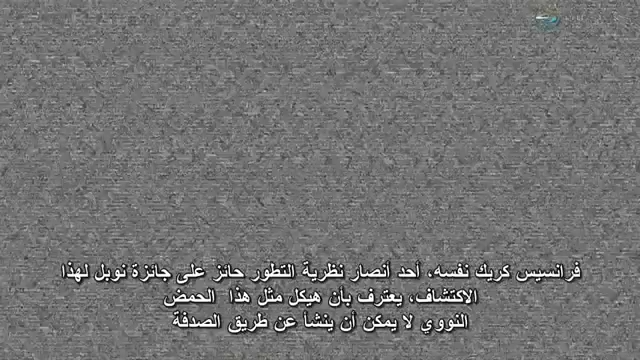 فرانسيس كريك نفسه، أحد أنصار نظرية التطور حائز على جائزة نوبل لهذا
الاكتشاف، يعترف بأن هيكل مثل هذا الحمض
النووي لا يمكن أن ينشأ عن طريق الصدفة